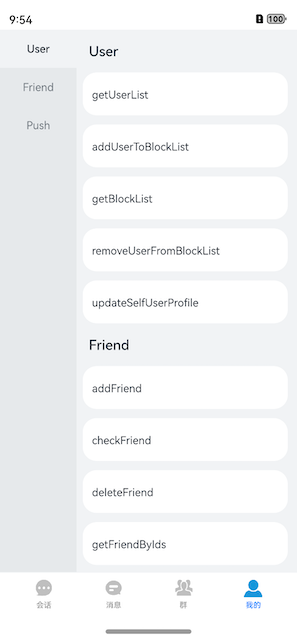 9:54
100
User
Friend
Push
User
getUserList
addUserToBlockList
getBlockList
removeUserFromBlockList
updateSelfUserProfile
Friend
addFriend
checkFriend
deleteFriend
getFriendByIds
会话
消息
群
我的